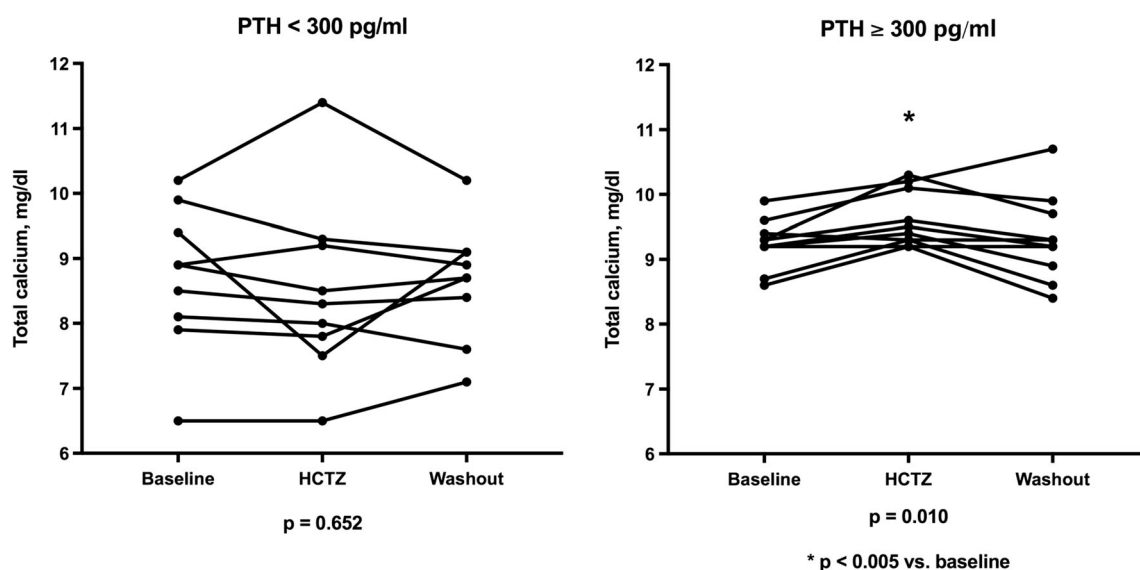 PTH < 300 pg/ml
12
11
10
9
8
7
6
Total calcium, mg/dl
Baseline HCTZ Washout
p = 0.652
PTH ≥ 300 pg/ml
12
11
10
9
8
7
6
Total calcium, mg/dl
*
Baseline HCTZ Washout
p = 0.010
* p < 0.005 vs. baseline